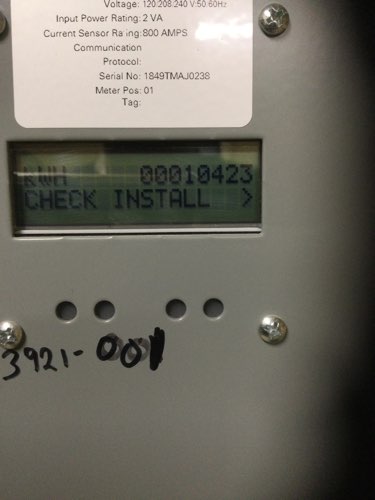 Voltage: 120:208:240 V:50:60Hz
Input Power Rating: 2 VA
Current Sensor Rating: 800 AMPS
Communication
Protocol:
Serial No: 1849TMAJ0238
Meter Pos: 01
Tag:
KWH 00010423
CHECK INSTALL >
3921-001